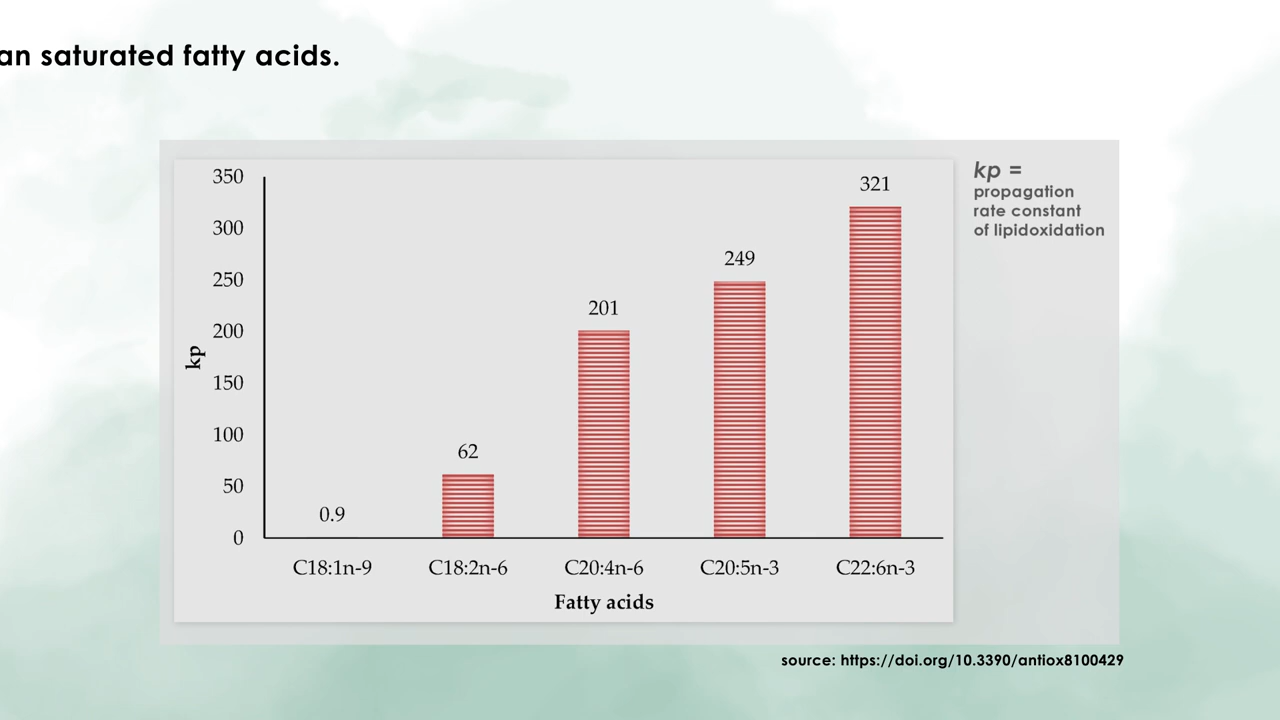 an saturated fatty acids.
kp =
propagation
rate constant
of lipidoxidation
350
300
250
200
150
100
50
0
kp
0.9
62
201
249
321
C18:1n-9
C18:2n-6
C20:4n-6
C20:5n-3
C22:6n-3
Fatty acids
source: https://doi.org/10.3390/antiox8100429